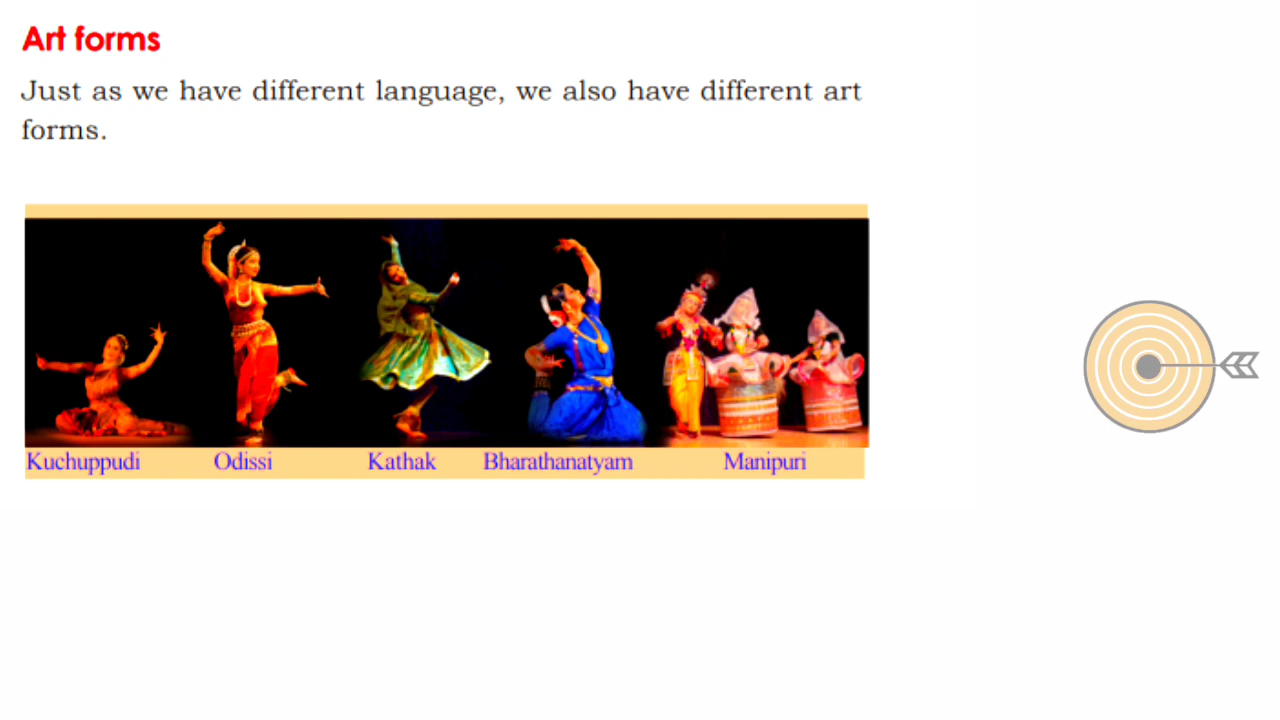 Art forms
Just as we have different language, we also have different art
forms.
Kuchuppudi Odissi Kathak Bharathanatyam Manipuri